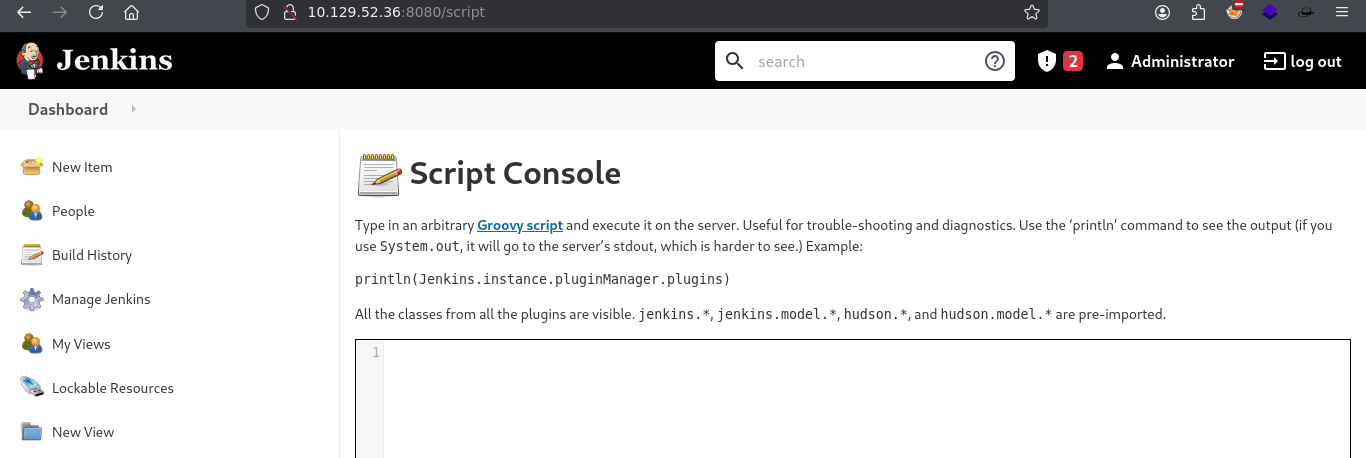 10.129.52.36:8080/script
Jenkins
search
2
Administrator
log out
Dashboard
New Item
People
Build History
Manage Jenkins
My Views
Lockable Resources
New View
Script Console
Type in an arbitrary Groovy script and execute it on the server. Useful for trouble-shooting and diagnostics. Use the ‘println’ command to see the output (if you
use System.out, it will go to the server’s stdout, which is harder to see.) Example:
println(Jenkins.instance.pluginManager.plugins)
All the classes from all the plugins are visible. jenkins.*, jenkins.model.*, hudson.*, and hudson.model.* are pre-imported.
1